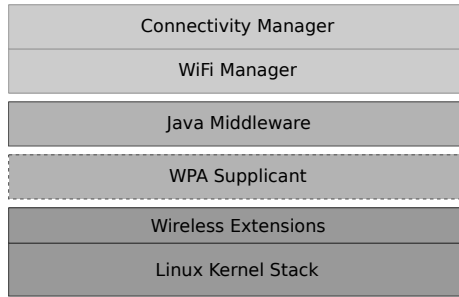 Connectivity Manager
WiFi Manager
Java Middleware
WPA Supplicant
Wireless Extensions
Linux Kernel Stack